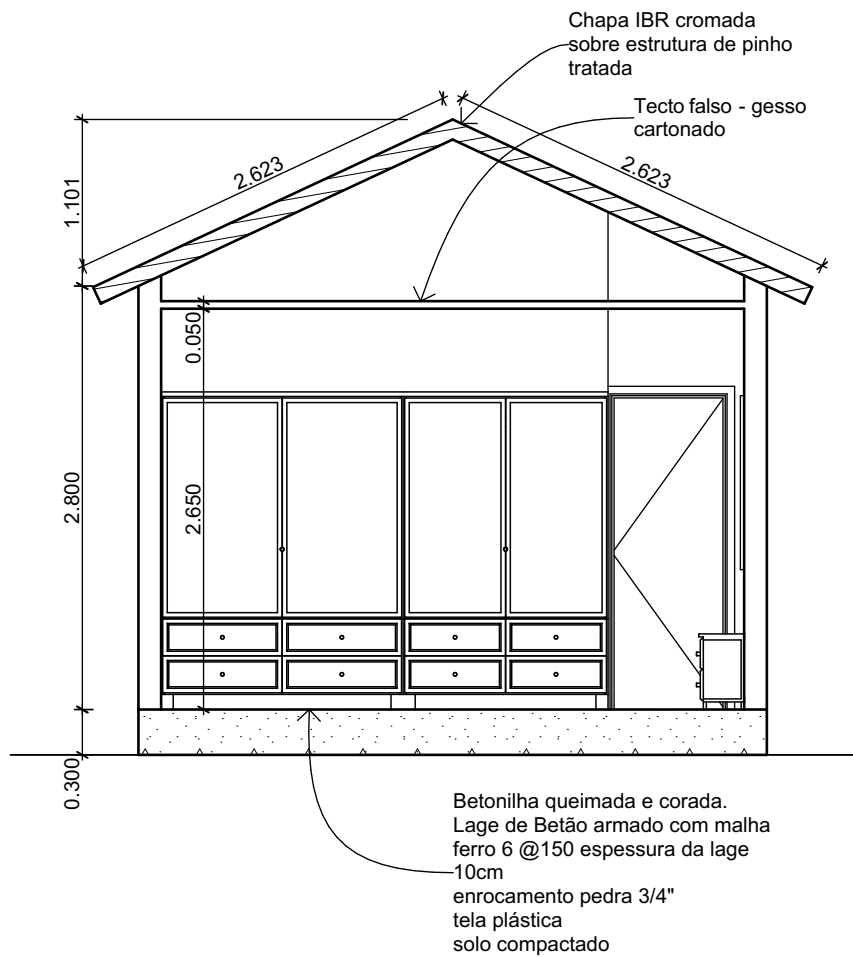 Chapa IBR cromada
sobre estrutura de pinho
tratada
Tecto falso - gesso
cartonado
2.623
2.623
1.101
0.050
2.800
2.650
0.300
Betonilha queimada e corada.
Lage de Betão armado com malha
ferro 6 @150 espessura da lage
10cm
enrocamento pedra 3/4"
tela plástica
solo compactado